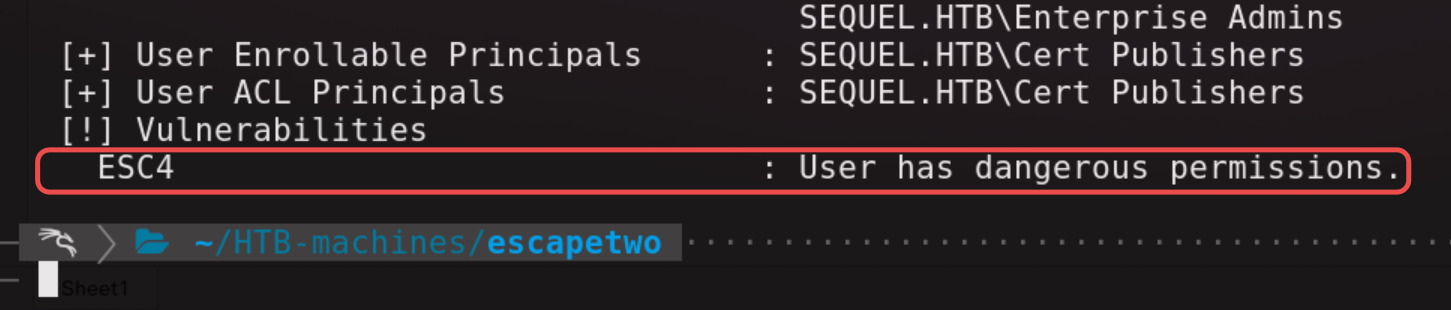 SEQUEL.HTB\Enterprise Admins
[+] User Enrollable Principals : SEQUEL.HTB\Cert Publishers
[+] User ACL Principals : SEQUEL.HTB\Cert Publishers
[!] Vulnerabilities
ESC4 : User has dangerous permissions.
~/HTB-machines/escapetwo
Sheet1